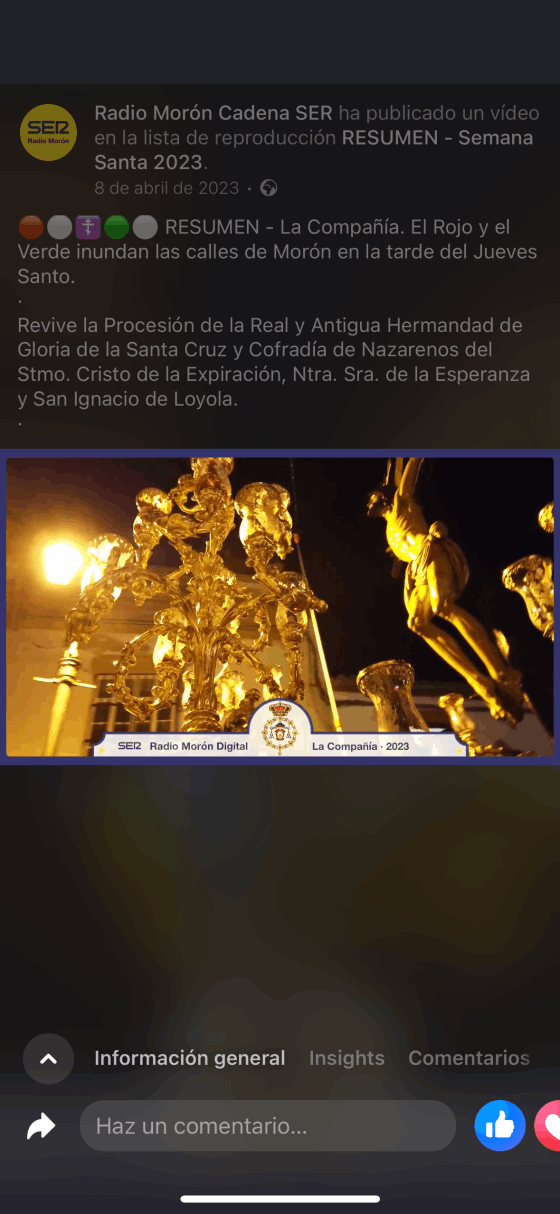 SER
Radio Morón
Radio Morón Cadena SER ha publicado un vídeo
en la lista de reproducción RESUMEN - Semana
Santa 2023.
8 de abril de 2023 ·
RESUMEN - La Compañía. El Rojo y el
Verde inundan las calles de Morón en la tarde del Jueves
Santo.
.
Revive la Procesión de la Real y Antigua Hermandad de
Gloria de la Santa Cruz y Cofradía de Nazarenos del
Stmo. Cristo de la Expiración, Ntra. Sra. de la Esperanza
y San Ignacio de Loyola.
.
SER Radio Morón Digital La Compañía · 2023
Información general Insights Comentarios
Haz un comentario...